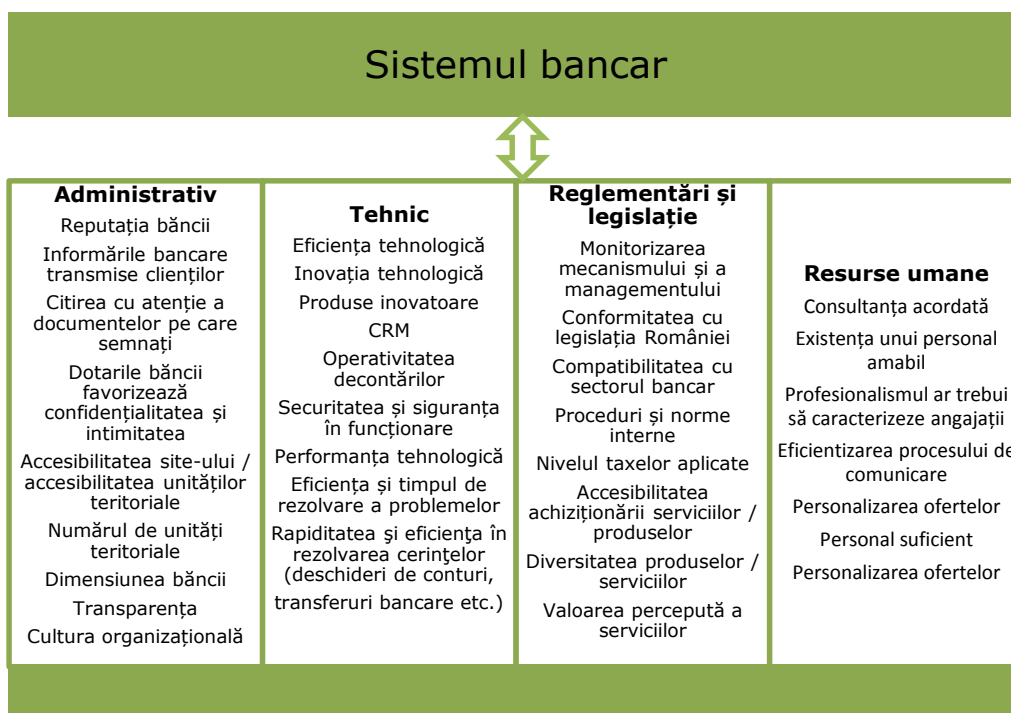 Sistemul bancar
Administrativ
Reputația băncii
Informările bancare
transmise clienților
Citirea cu atenție a
documentelor pe care
semnați
Dotarile băncii
favorizează
confidențialitatea și
intimitatea
Accesibilitatea site-ului /
accesibilitatea unităților
teritoriale
Numărul de unități
teritoriale
Dimensiunea băncii
Transparența
Cultura organizațională
Tehnic
Eficiența tehnologică
Inovația tehnologică
Produse inovatoare
CRM
Operativitatea
decontărilor
Securitatea și siguranța
în funcționare
Performanța tehnologică
Eficiența și timpul de
rezolvare a problemelor
Rapiditatea şi eficienţa în
rezolvarea cerinţelor
(deschideri de conturi,
transferuri bancare etc.)
Reglementări și
legislație
Monitorizarea
mecanismului și a
managementului
Conformitatea cu
legislația României
Compatibilitatea cu
sectorul bancar
Proceduri și norme
interne
Nivelul taxelor aplicate
Accesibilitatea
achiziționării serviciilor /
produselor
Diversitatea produselor /
serviciilor
Valoarea percepută a
serviciilor
Resurse umane
Consultanța acordată
Existența unui personal
amabil
Profesionalismul ar trebui
să caracterizeze angajații
Eficientizarea procesului de
comunicare
Personalizarea ofertelor
Personal suficient
Personalizarea ofertelor